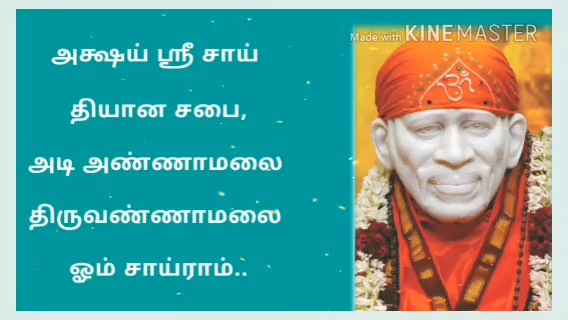 Made with KINEMASTER
அக்ஷய் ஸ்ரீ சாய்
தியான சபை,
அடி அண்ணாமலை
திருவண்ணாமலை
ஓம் சாய்ராம்..